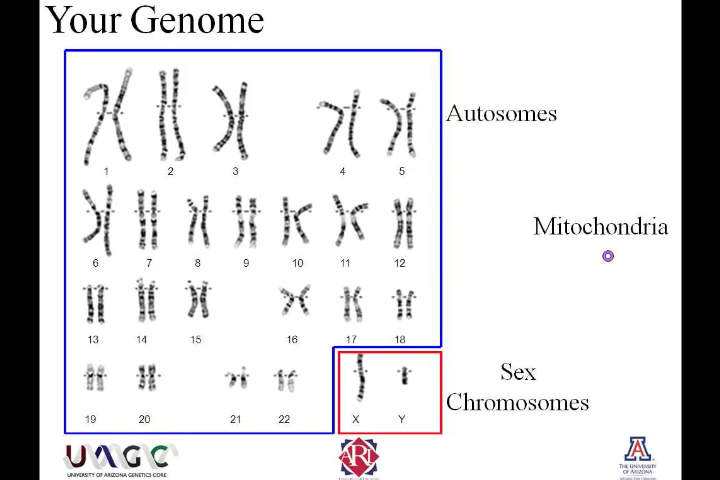 Your Genome
1 2 3 4 5
Autosomes
6 7 8 9 10 11 12
Mitochondria
13 14 15 16 17 18
19 20 21 22 X Y
Sex
Chromosomes
UAGC
UNIVERSITY OF ARIZONA GENETICS CORE
ARL
A
THE UNIVERSITY
OF ARIZONA